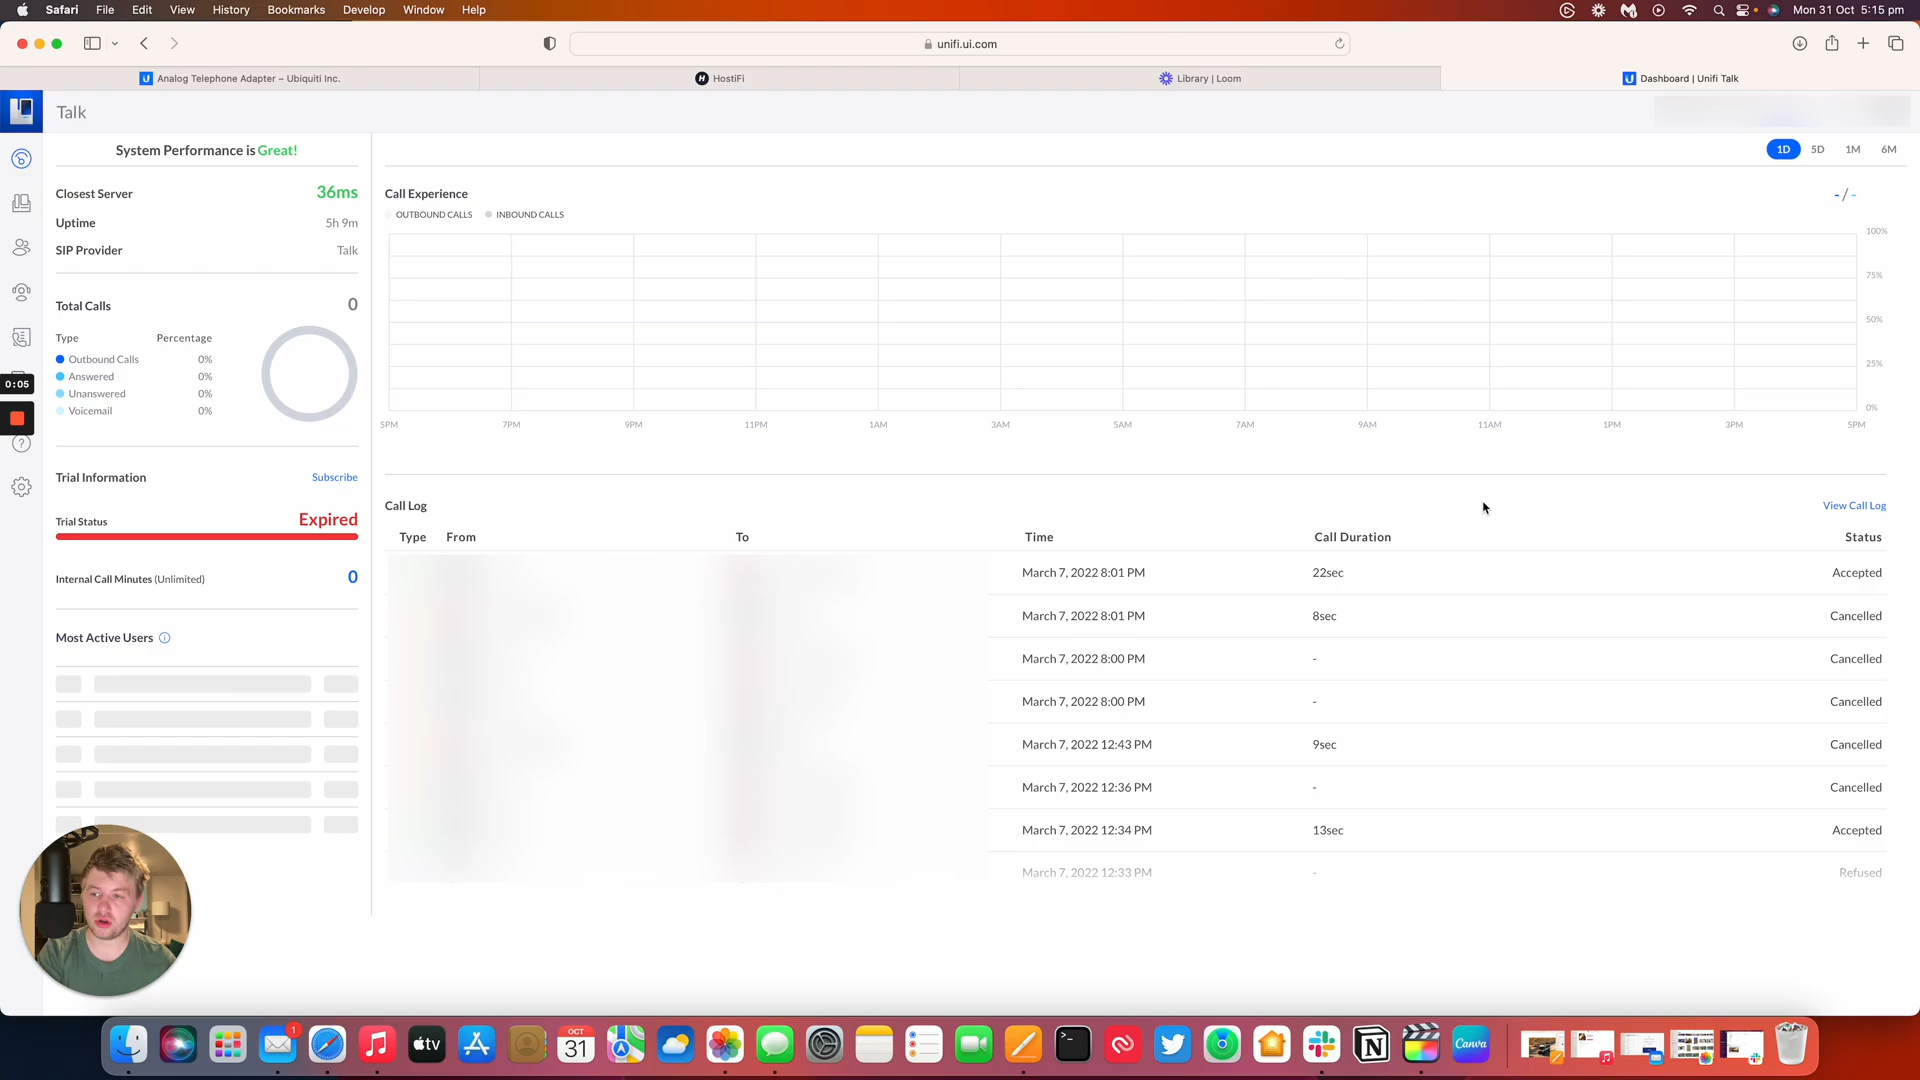 Safari File Edit View History Bookmarks Develop Window Help Mon 31 Oct 5:15 pm
unifi.ui.com
Analog Telephone Adapter – Ubiquiti Inc. HostiFi Library | Loom Dashboard | Unifi Talk
Talk
System Performance is Great!
Closest Server 36ms
Uptime 5h 9m
SIP Provider Talk
Total Calls 0
Type Percentage
Outbound Calls 0%
Answered 0%
Unanswered 0%
Voicemail 0%
0:05
Trial Information Subscribe
Trial Status Expired
Internal Call Minutes (Unlimited) 0
Most Active Users
1D 5D 1M 6M
Call Experience - / -
OUTBOUND CALLS INBOUND CALLS
100%
75%
50%
25%
0%
5PM 7PM 9PM 11PM 1AM 3AM 5AM 7AM 9AM 11AM 1PM 3PM 5PM
Call Log View Call Log
Type From To Time Call Duration Status
March 7, 2022 8:01 PM 22sec Accepted
March 7, 2022 8:01 PM 8sec Cancelled
March 7, 2022 8:00 PM - Cancelled
March 7, 2022 8:00 PM - Cancelled
March 7, 2022 12:43 PM 9sec Cancelled
March 7, 2022 12:36 PM - Cancelled
March 7, 2022 12:34 PM 13sec Accepted
March 7, 2022 12:33 PM - Refused
1 tv OCT 31 Canva